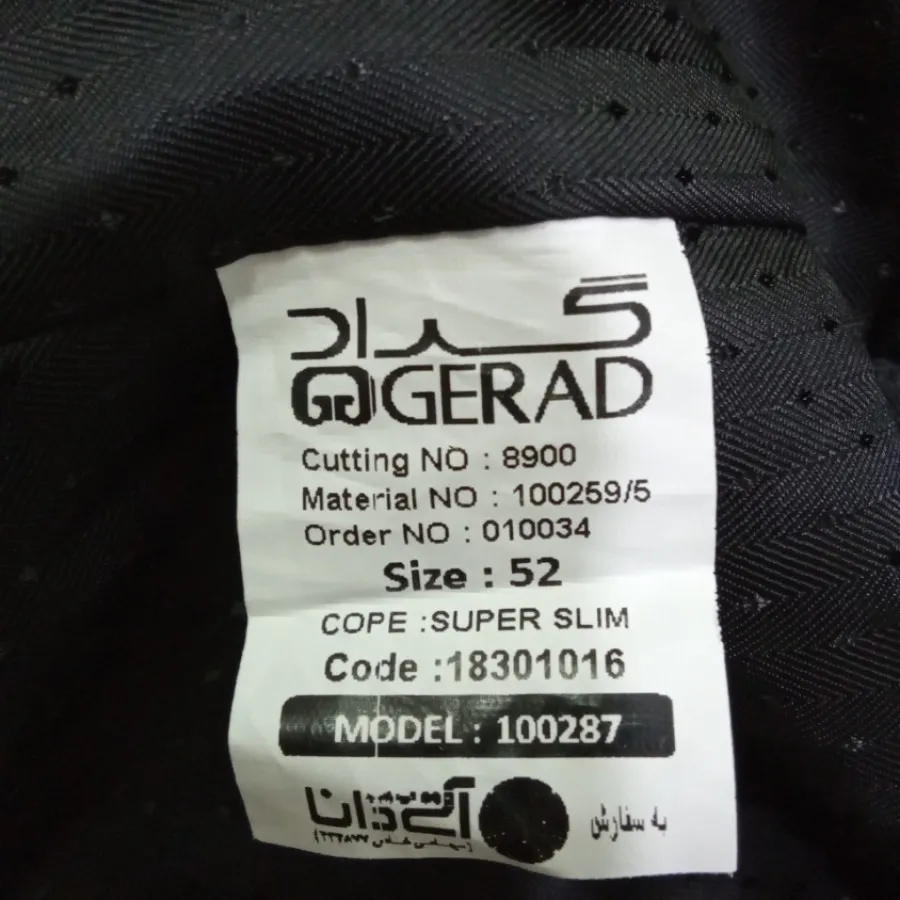 گراد
GERAD
Cutting NO : 8900
Material NO : 100259/5
Order NO : 010034
Size : 52
COPE :SUPER SLIM
Code :18301016
MODEL : 100287
به سفارش